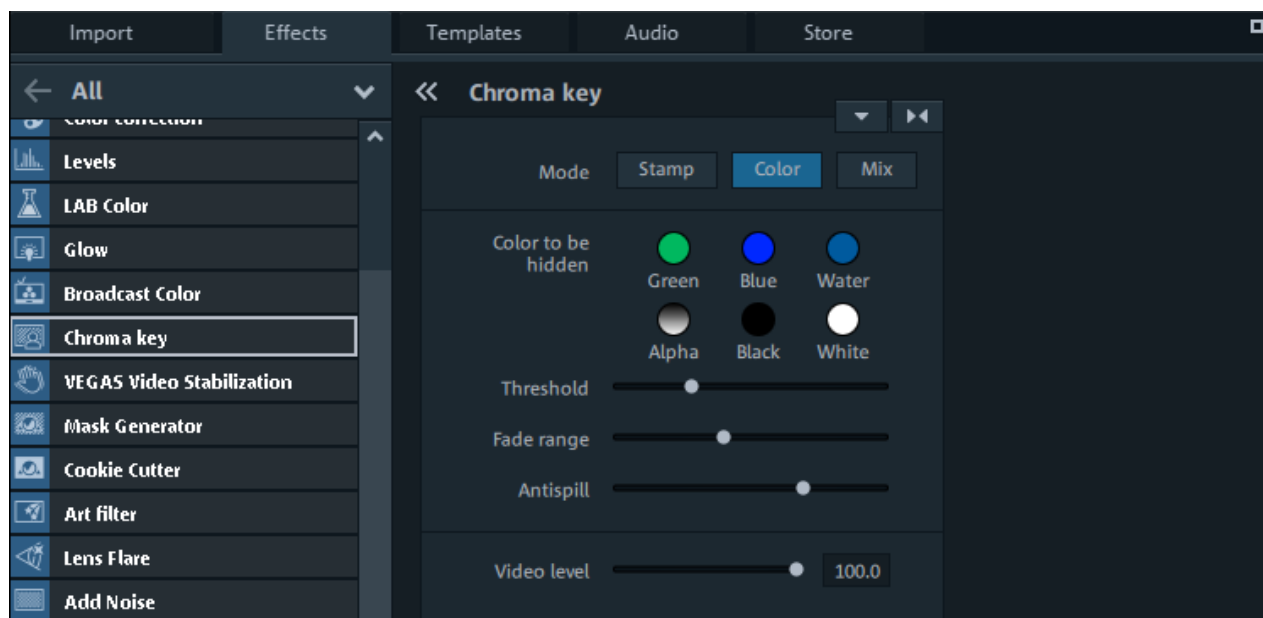 Import Effects Templates Audio Store
All
Color correction
Levels
LAB Color
Glow
Broadcast Color
Chroma key
VEGAS Video Stabilization
Mask Generator
Cookie Cutter
Art filter
Lens Flare
Add Noise
Chroma key
Mode Stamp Color Mix
Color to be
hidden
Green Blue Water
Alpha Black White
Threshold
Fade range
Antispill
Video level 100.0